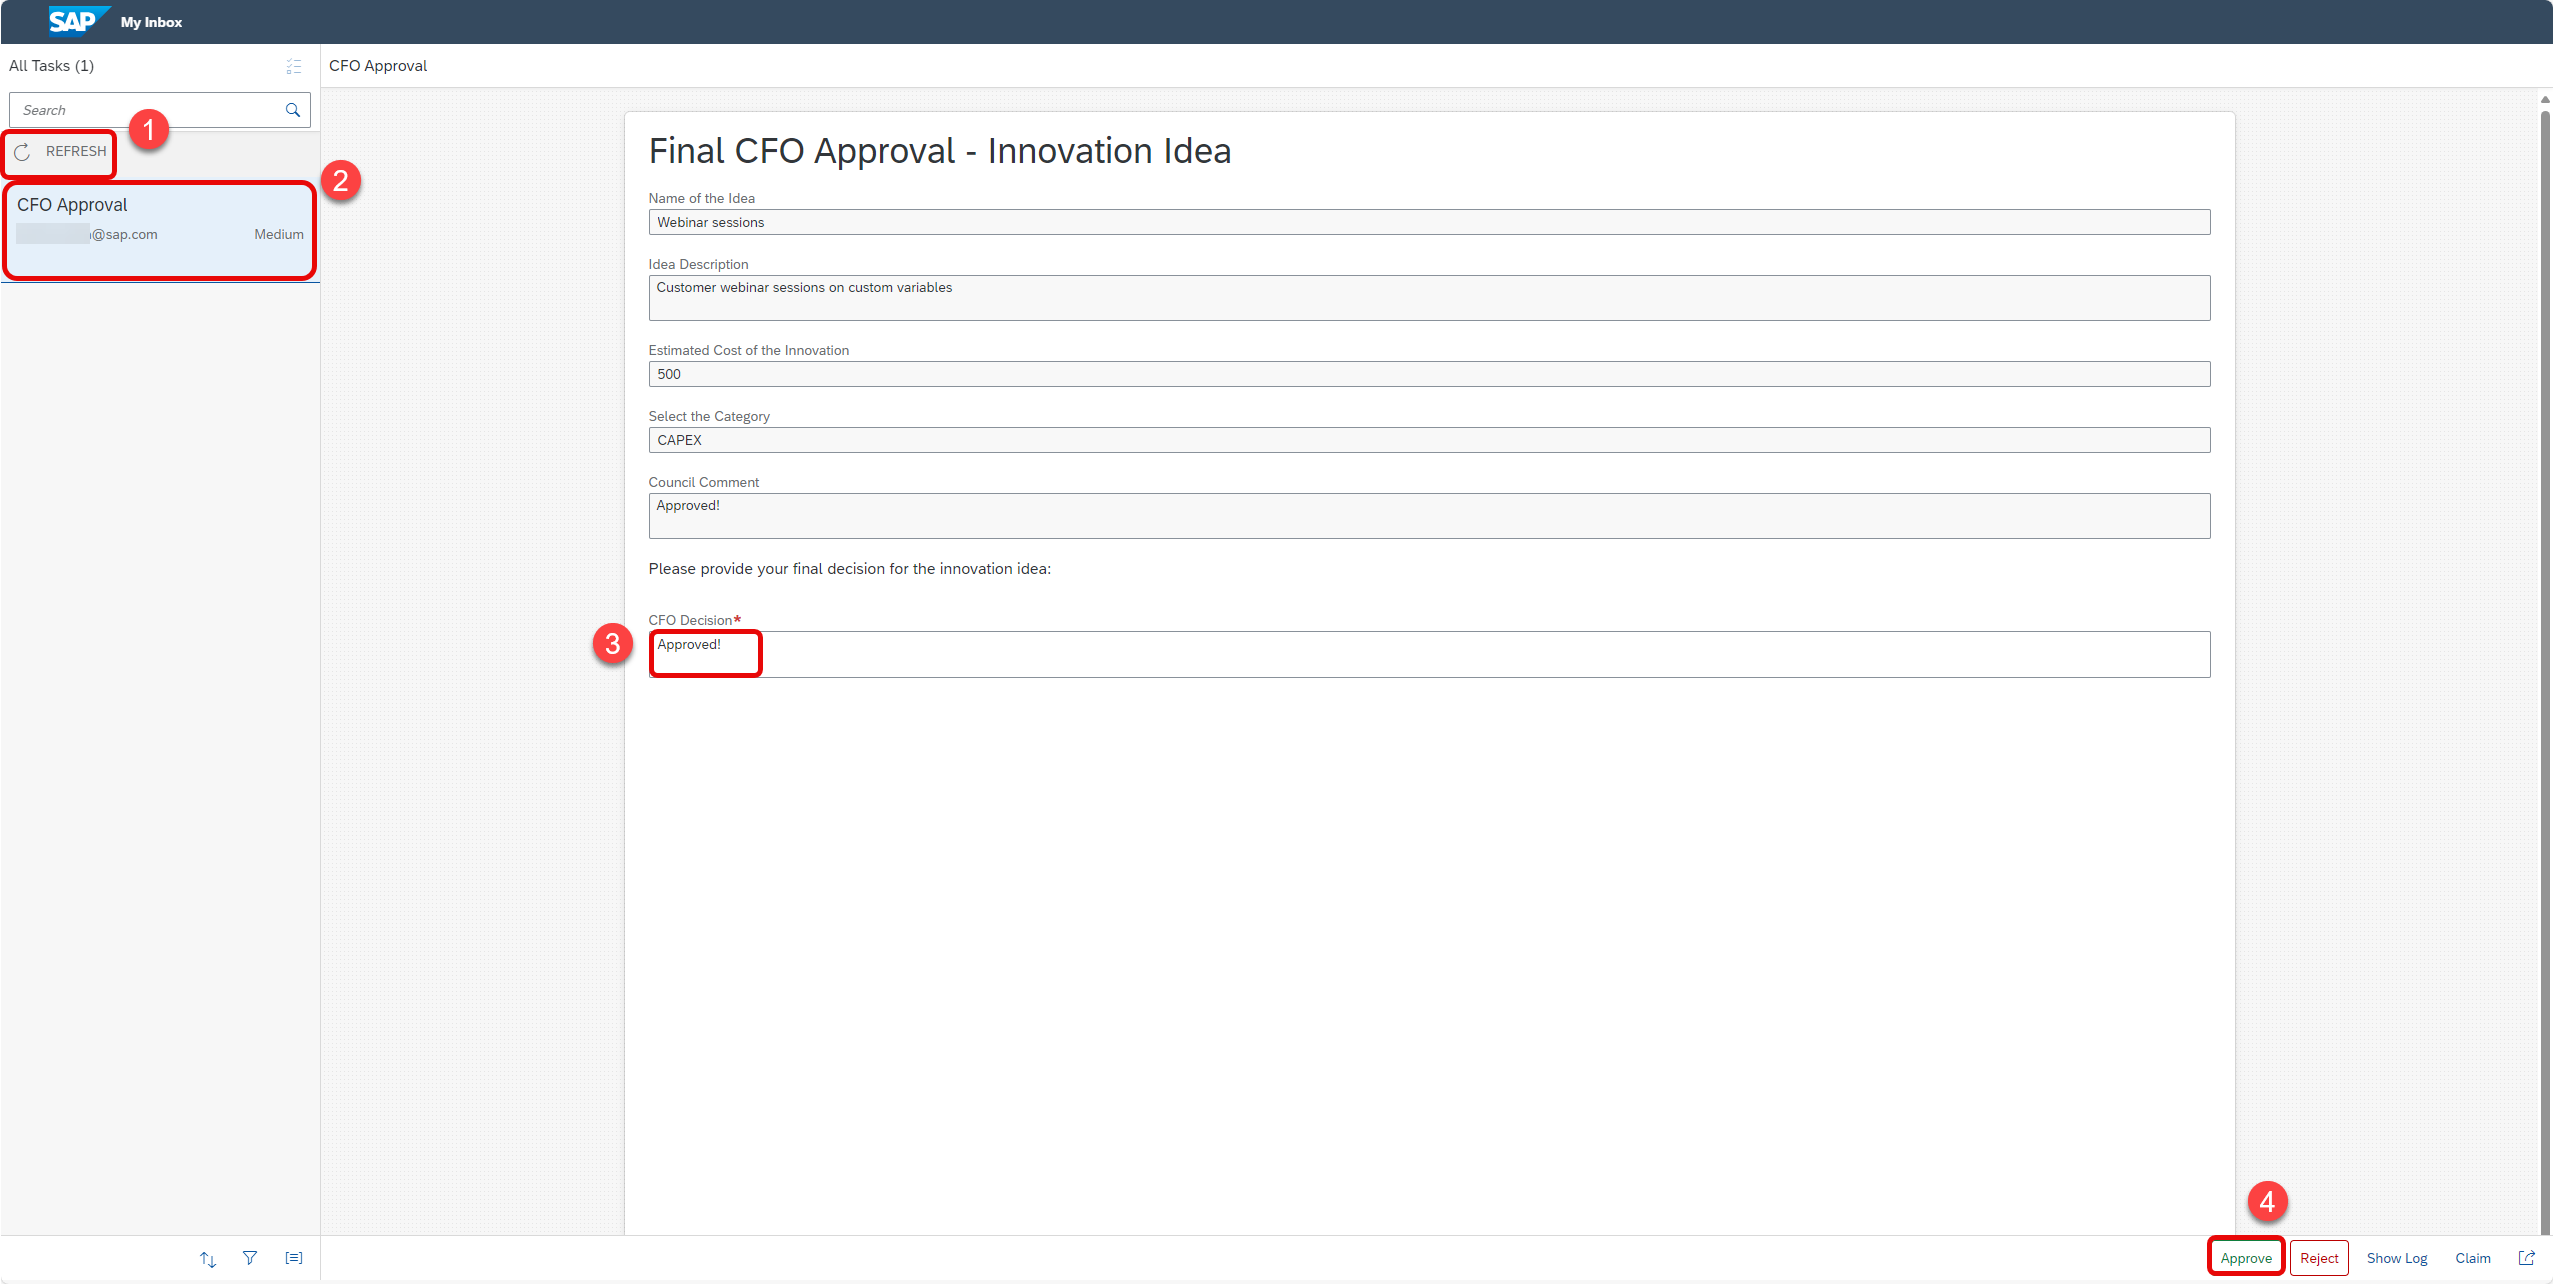 SAP My Inbox
All Tasks (1)
CFO Approval
Search
1
REFRESH
2
CFO Approval
@sap.com Medium
Final CFO Approval - Innovation Idea
Name of the Idea
Webinar sessions
Idea Description
Customer webinar sessions on custom variables
Estimated Cost of the Innovation
500
Select the Category
CAPEX
Council Comment
Approved!
Please provide your final decision for the innovation idea:
CFO Decision*
3
Approved!
4
Approve Reject Show Log Claim